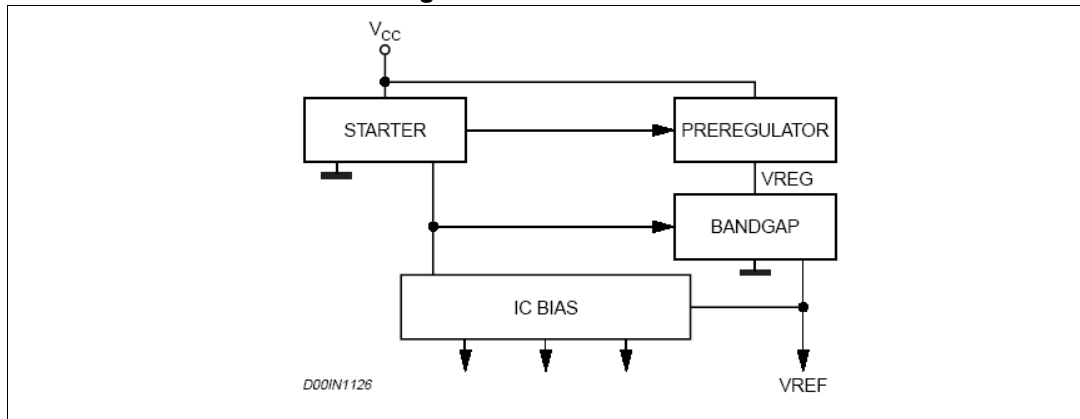 V_CC
STARTER
PREREGULATOR
VREG
BANDGAP
IC BIAS
D00IN1126
VREF